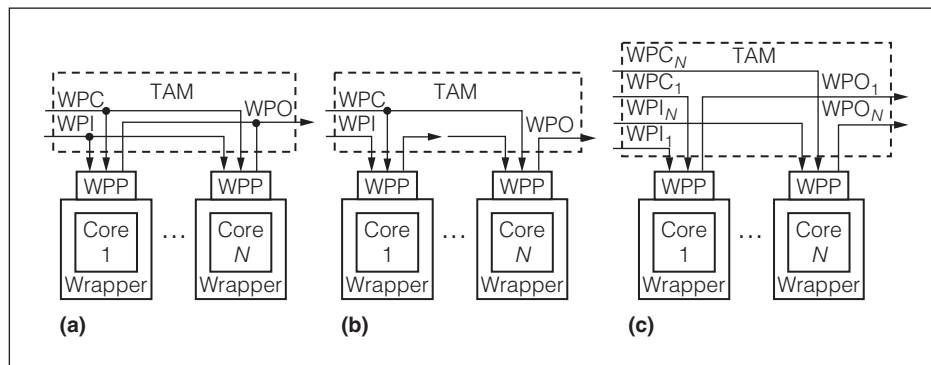 TAM
WPC
WPO
WPI
WPP
WPP
Core
1
...
Core
N
Wrapper
Wrapper
(a)
TAM
WPC
WPI
WPO
WPP
WPP
Core
1
...
Core
N
Wrapper
Wrapper
(b)
WPC_N
TAM
WPC_1
WPO_1
WPI_N
WPO_N
WPI_1
WPP
WPP
Core
1
...
Core
N
Wrapper
Wrapper
(c)